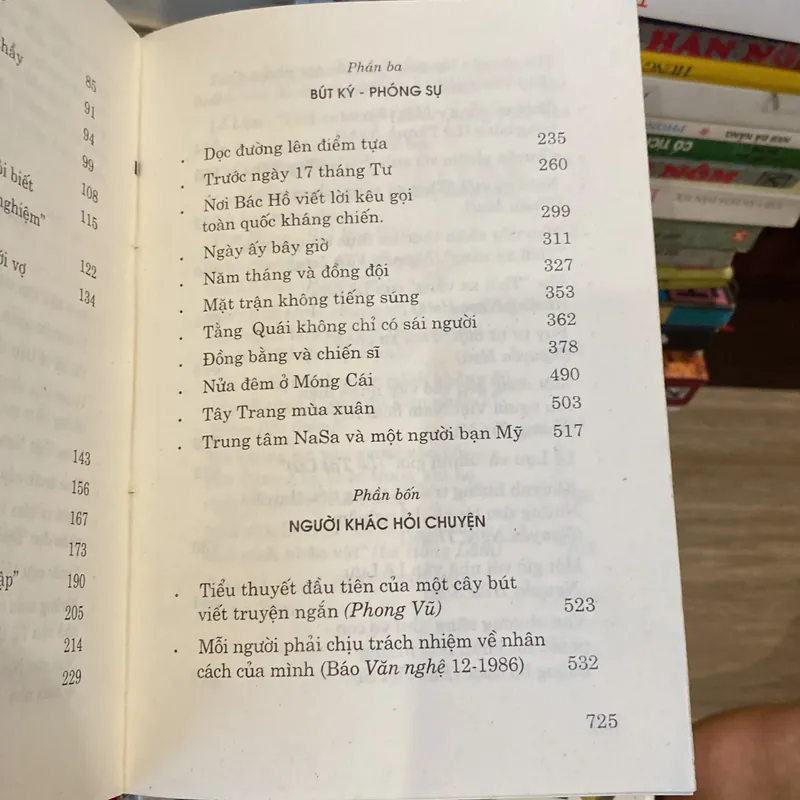 85
91
94
99
biết
108
nghiệm"
115
vợ
122
134
143
156
167
173
190
205
214
229
Phần ba
BÚT KÝ - PHÓNG SỰ
. Dọc đường lên điểm tựa 235
. Trước ngày 17 tháng Tư 260
. Nơi Bác Hồ viết lời kêu gọi
toàn quốc kháng chiến. 299
. Ngày ấy bây giờ 311
. Năm tháng và đồng đội 327
. Mặt trận không tiếng súng 353
. Tằng Quái không chỉ có sái người 362
. Đồng bằng và chiến sĩ 378
. Nửa đêm ở Móng Cái 490
. Tây Trang mùa xuân 503
. Trung tâm NaSa và một người bạn Mỹ 517
Phần bốn
NGƯỜI KHÁC HỎI CHUYỆN
. Tiểu thuyết đầu tiên của một cây bút
viết truyện ngắn (Phong Vũ) 523
. Mỗi người phải chịu trách nhiệm về nhân
cách của mình (Báo Văn nghệ 12-1986) 532
725